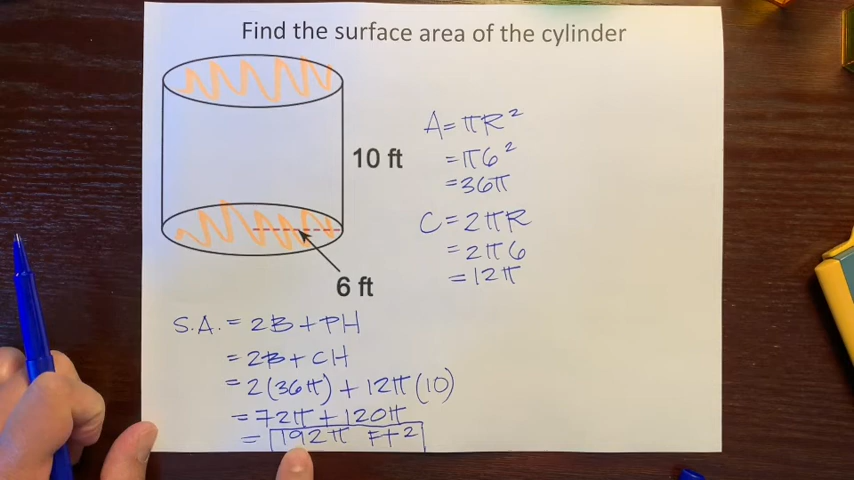 Find the surface area of the cylinder
10 ft
6 ft
A = πR²
= π6²
= 36π
C = 2πR
= 2π6
= 12π
S.A. = 2B + PH
= 2B + CH
= 2(36π) + 12π(10)
= 72π + 120π
= 192π Ft²